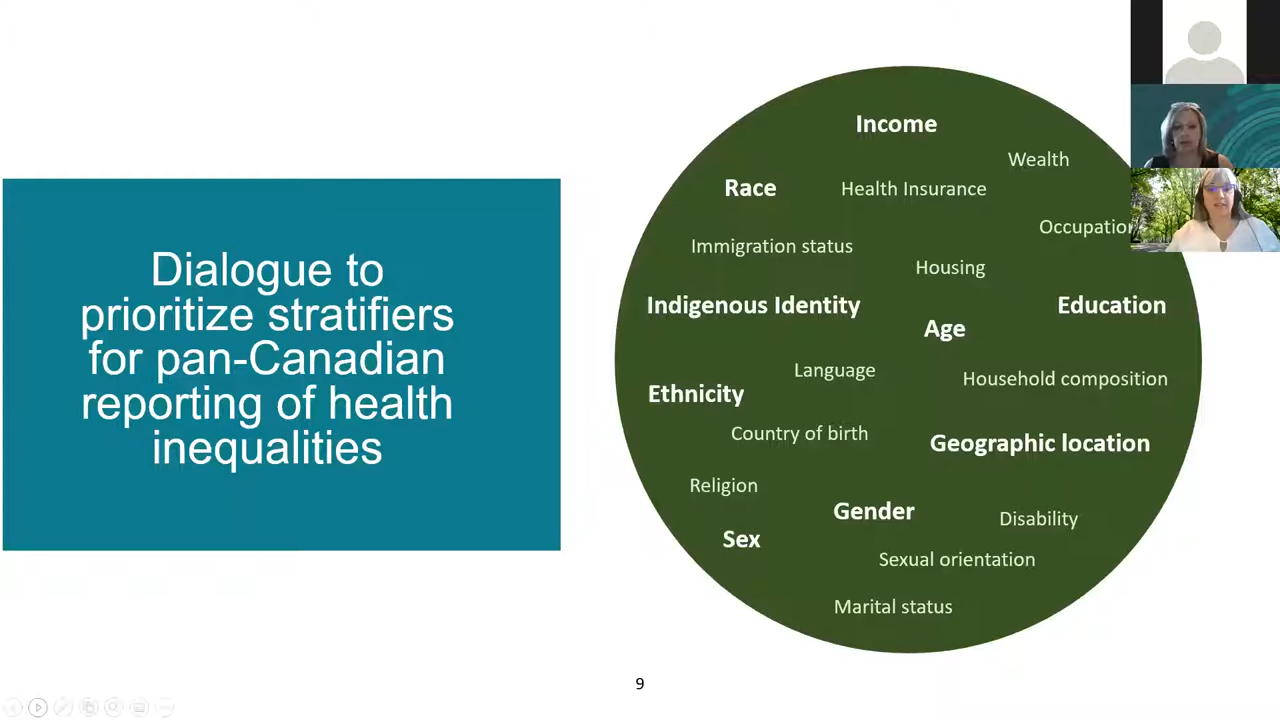 Dialogue to
prioritize stratifiers
for pan-Canadian
reporting of health
inequalities
Income
Wealth
Race
Health Insurance
Occupation
Immigration status
Housing
Indigenous Identity
Education
Age
Language
Household composition
Ethnicity
Country of birth
Geographic location
Religion
Gender
Disability
Sex
Sexual orientation
Marital status
9